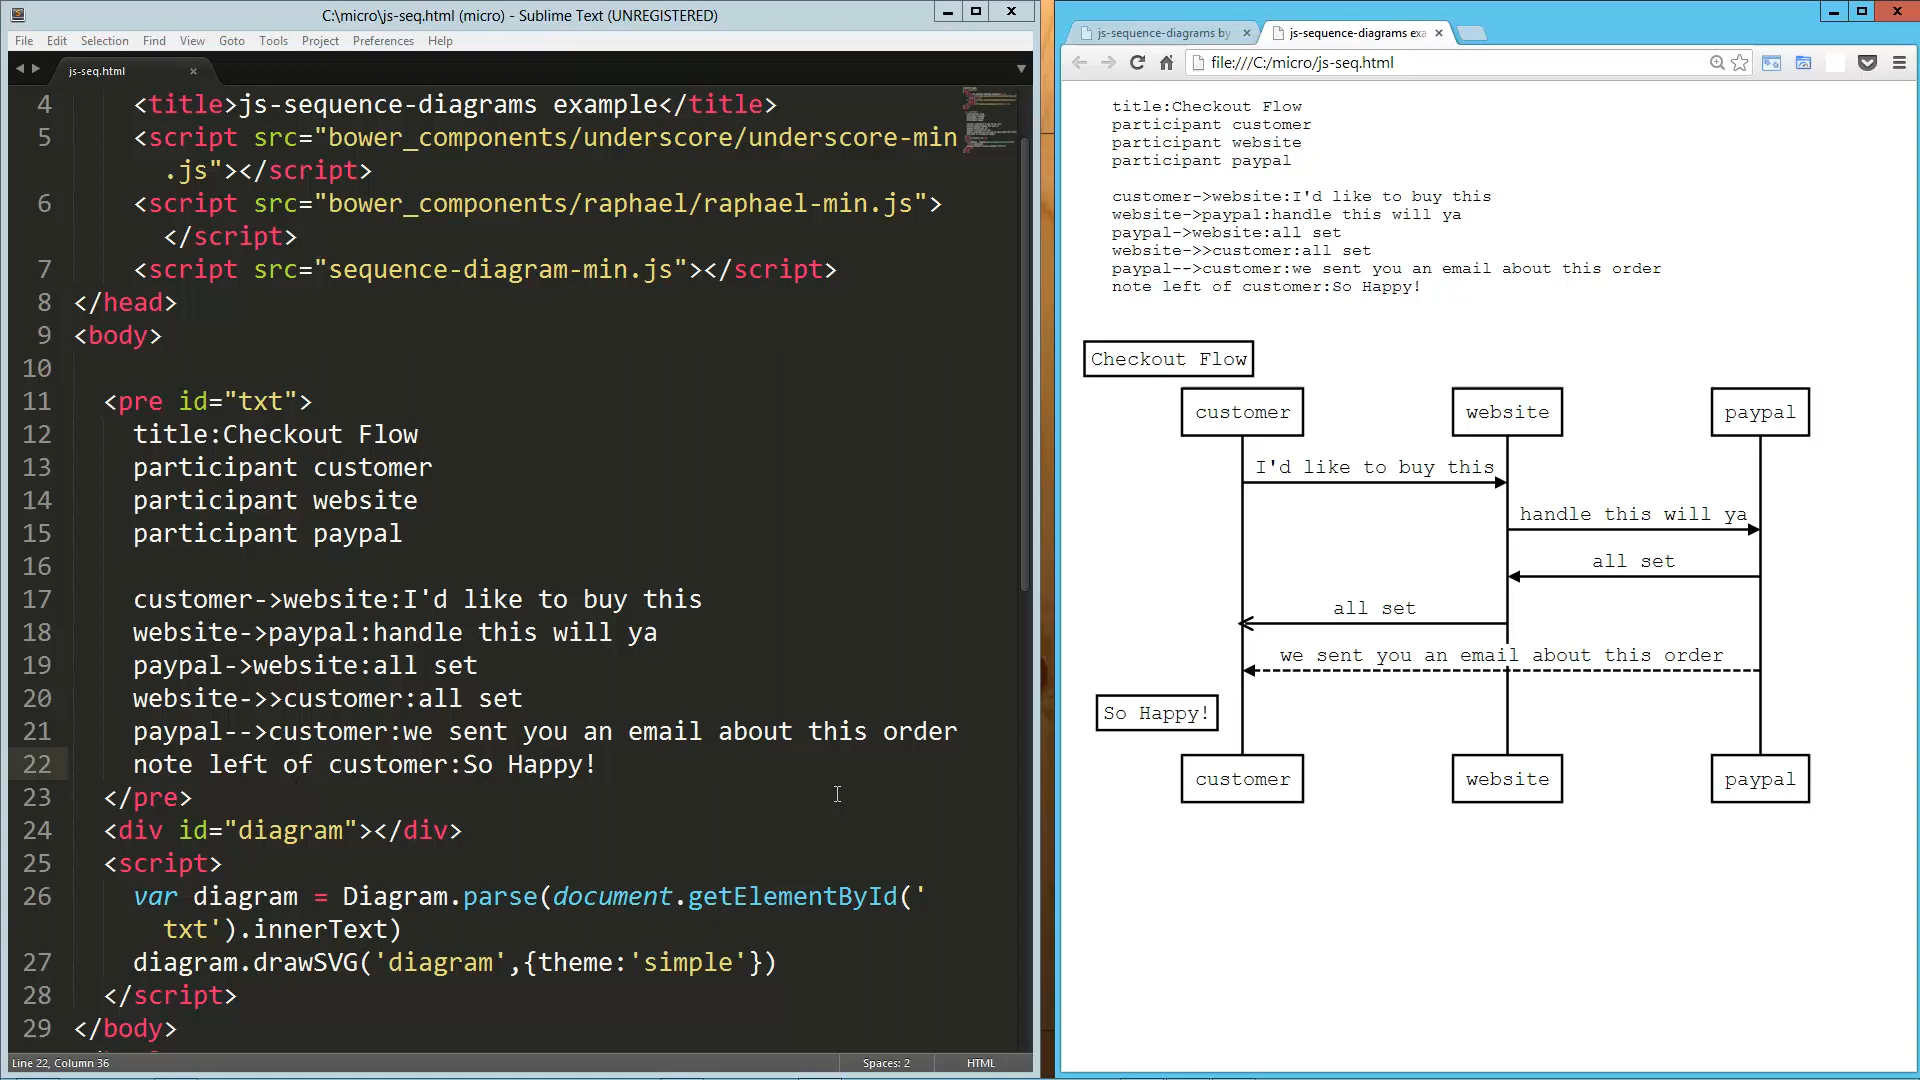 C:\micro\js-seq.html (micro) - Sublime Text (UNREGISTERED)
File Edit Selection Find View Goto Tools Project Preferences Help
js-seq.html
4 <title>js-sequence-diagrams example</title>
5 <script src="bower_components/underscore/underscore-min
.js"></script>
6 <script src="bower_components/raphael/raphael-min.js">
</script>
7 <script src="sequence-diagram-min.js"></script>
8 </head>
9 <body>
10
11 <pre id="txt">
12 title:Checkout Flow
13 participant customer
14 participant website
15 participant paypal
16
17 customer->website:I'd like to buy this
18 website->paypal:handle this will ya
19 paypal->website:all set
20 website->>customer:all set
21 paypal-->customer:we sent you an email about this order
22 note left of customer:So Happy!
23 </pre>
24 <div id="diagram"></div>
25 <script>
26 var diagram = Diagram.parse(document.getElementById('
txt').innerText)
27 diagram.drawSVG('diagram',{theme:'simple'})
28 </script>
29 </body>
Line 22, Column 36
Spaces: 2
HTML
js-sequence-diagrams by
js-sequence-diagrams exa
file:///C:/micro/js-seq.html
title:Checkout Flow
participant customer
participant website
participant paypal
customer->website:I'd like to buy this
website->paypal:handle this will ya
paypal->website:all set
website->>customer:all set
paypal-->customer:we sent you an email about this order
note left of customer:So Happy!
Checkout Flow
customer website paypal
I'd like to buy this
handle this will ya
all set
all set
we sent you an email about this order
So Happy!
customer website paypal